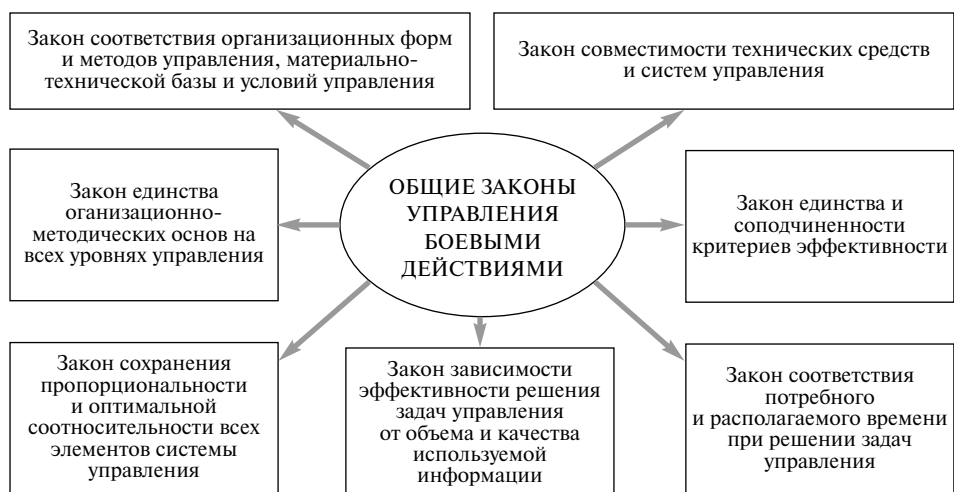 Закон соответствия организационных форм
и методов управления, материально-
технической базы и условий управления
Закон совместимости технических средств
и систем управления
ОБЩИЕ ЗАКОНЫ
УПРАВЛЕНИЯ
БОЕВЫМИ
ДЕЙСТВИЯМИ
Закон единства
оганизационно-
методических основ на
всех уровнях управления
Закон единства и
соподчиненности
критериев эффективности
Закон сохранения
пропорциональности
и оптимальной
соотносительности всех
элементов системы
управления
Закон зависимости
эффективности решения
задач управления
от объема и качества
используемой
информации
Закон соответствия
потребного
и располагаемого времени
при решении задач
управления